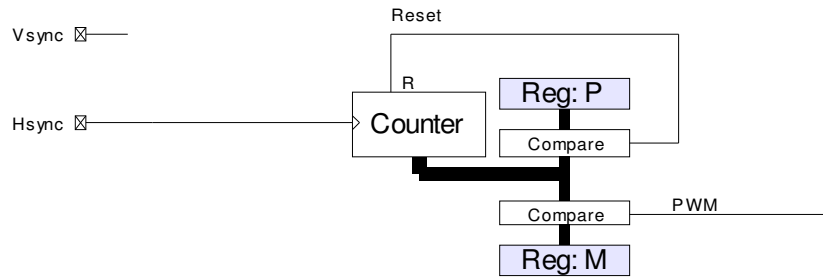 Reset
Vsync
R
Reg: P
Hsync
Counter
Compare
PWM
Compare
Reg: M